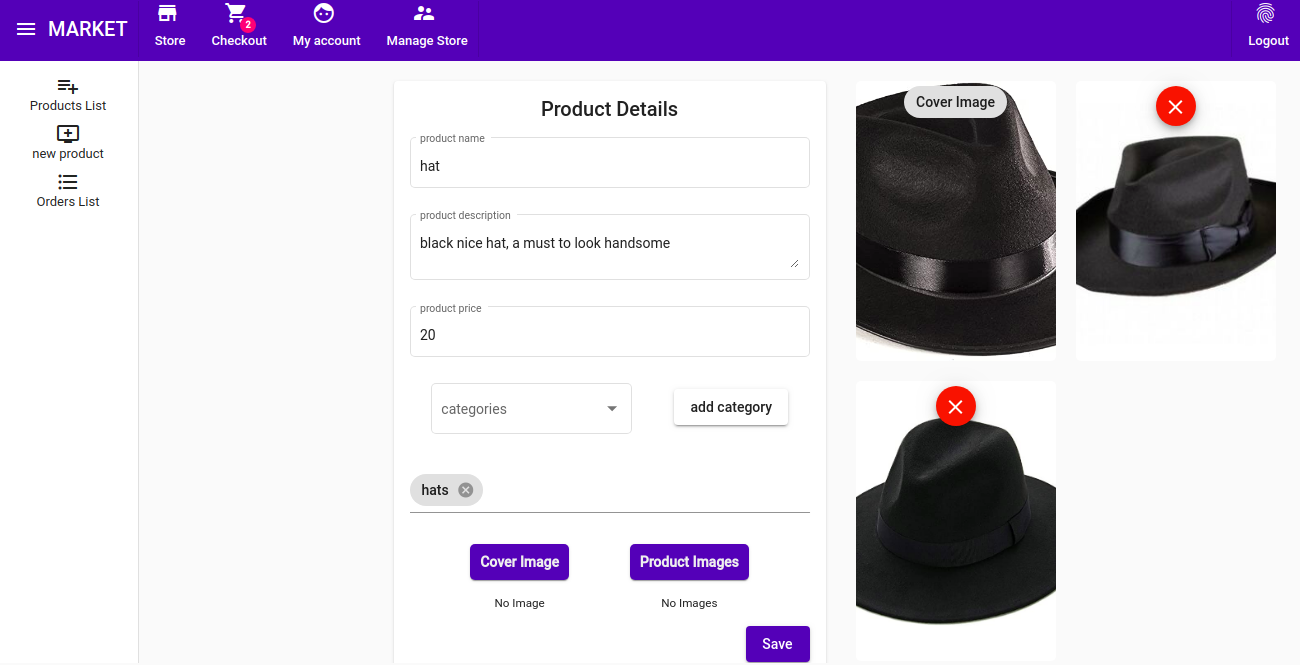 MARKET
Store
2
Checkout
My account
Manage Store
Logout
Products List
new product
Orders List
Product Details
product name
hat
product description
black nice hat, a must to look handsome
product price
20
categories
add category
hats
Cover Image
Product Images
No Image
No Images
Save
Cover Image